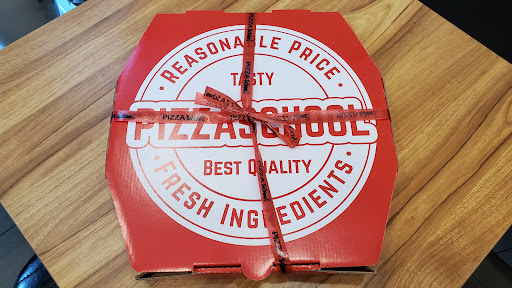 • REASONABLE PRICE •
TASTY
PIZZASCHOOL
BEST QUALITY
• FRESH INGREDIENTS •